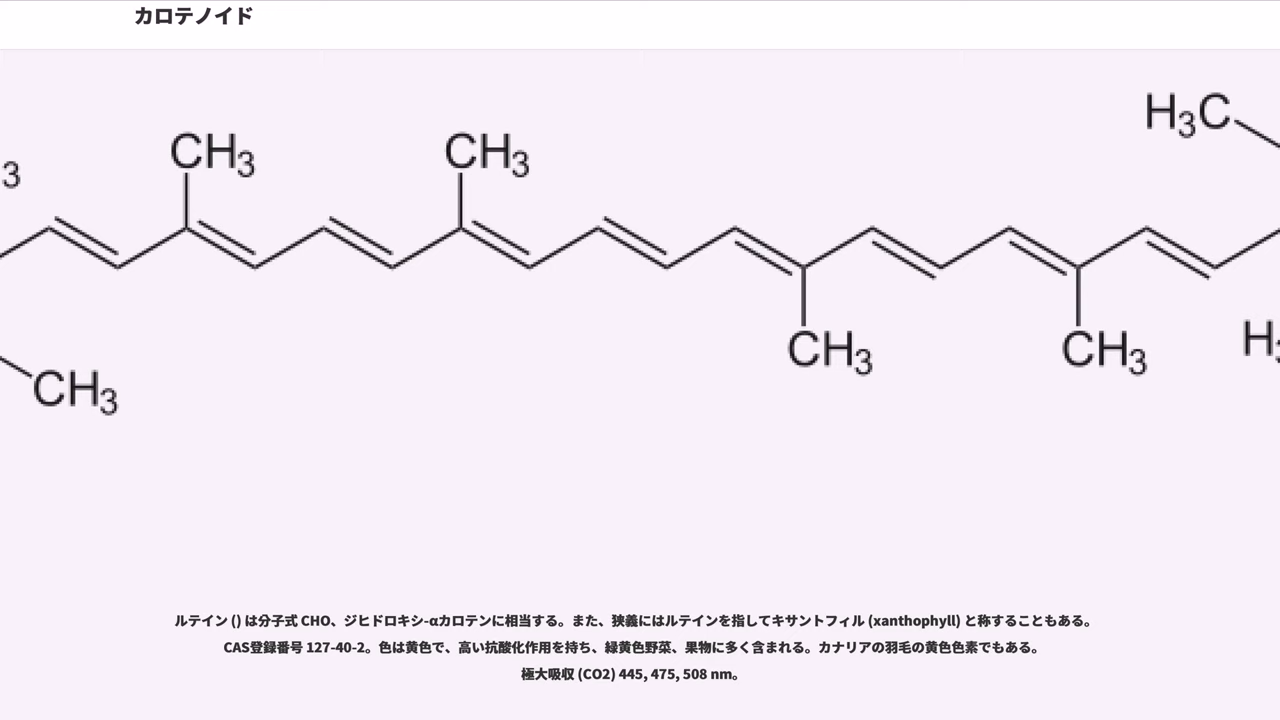 カロテノイド
H3C
CH3
CH3
3
CH3
CH3
H3
CH3
ルテイン () は分子式 CHO、ジヒドロキシ-αカロテンに相当する。また、狭義にはルテインを指してキサントフィル (xanthophyll) と称することもある。
CAS登録番号 127-40-2。色は黄色で、高い抗酸化作用を持ち、緑黄色野菜、果物に多く含まれる。カナリアの羽毛の黄色色素でもある。
極大吸収 (CO2) 445, 475, 508 nm。